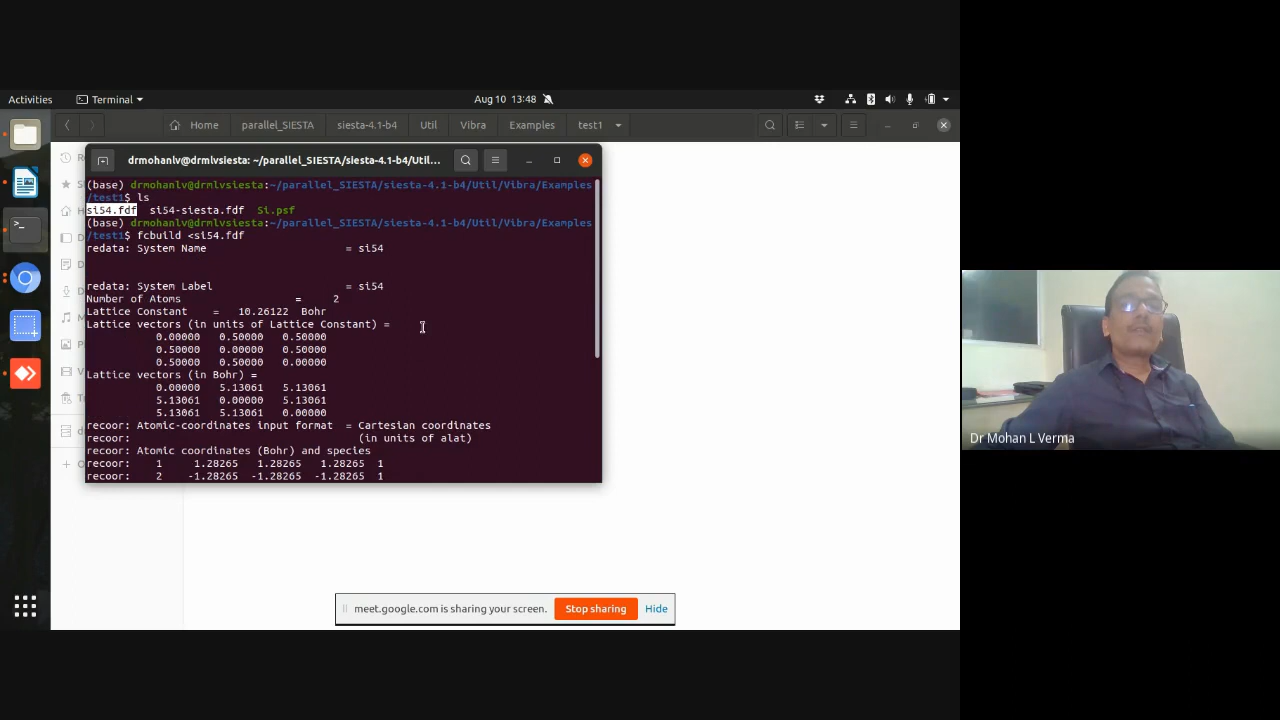 Activities
Terminal
Aug 10 13:48
Home
parallel_SIESTA
siesta-4.1-b4
Util
Vibra
Examples
test1
drmohanlv@drmlvsiesta: ~/parallel_SIESTA/siesta-4.1-b4/Util...
(base) drmohanlv@drmlvsiesta:~/parallel_SIESTA/siesta-4.1-b4/Util/Vibra/Examples
/test1$ ls
si54.fdf si54-siesta.fdf Si.psf
(base) drmohanlv@drmlvsiesta:~/parallel_SIESTA/siesta-4.1-b4/Util/Vibra/Examples
/test1$ fcbuild <si54.fdf
redata: System Name = si54
redata: System Label = si54
Number of Atoms = 2
Lattice Constant = 10.26122 Bohr
Lattice vectors (in units of Lattice Constant) =
0.00000 0.50000 0.50000
0.50000 0.00000 0.50000
0.50000 0.50000 0.00000
Lattice vectors (in Bohr) =
0.00000 5.13061 5.13061
5.13061 0.00000 5.13061
5.13061 5.13061 0.00000
recoor: Atomic-coordinates input format = Cartesian coordinates
recoor: (in units of alat)
recoor: Atomic coordinates (Bohr) and species
recoor: 1 1.28265 1.28265 1.28265 1
recoor: 2 -1.28265 -1.28265 -1.28265 1
Dr Mohan L Verma
meet.google.com is sharing your screen.
Stop sharing
Hide